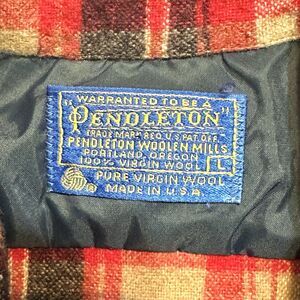 "WARRANTED TO BE A
PENDLETON"
TRADE MARK REG. U.S. PAT. OFF.
PENDLETON WOOLEN MILLS
PORTLAND, OREGON
100% VIRGIN WOOL L
PURE VIRGIN WOOL
MADE IN U.S.A.